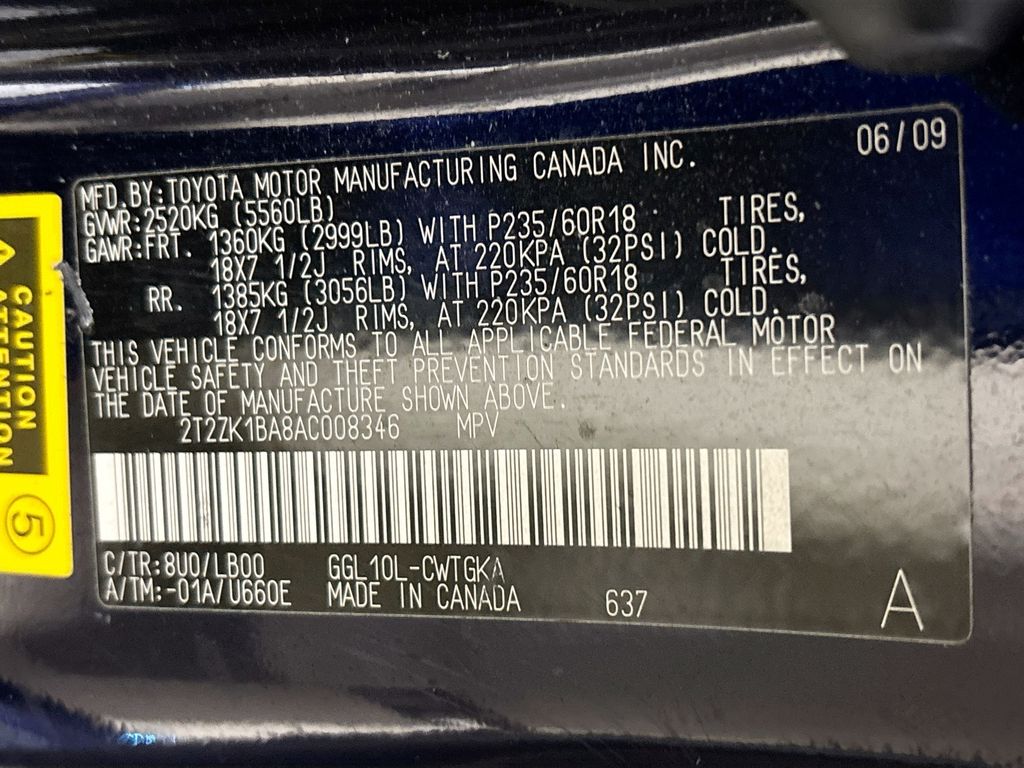 06/09
MFD.BY:TOYOTA MOTOR MANUFACTURING CANADA INC.
GVWR:2520KG (5560LB)
GAWR:FRT. 1360KG (2999LB) WITH P235/60R18 TIRES,
18X7 1/2J RIMS, AT 220KPA (32PSI) COLD.
RR. 1385KG (3056LB) WITH P235/60R18 TIRES,
18X7 1/2J RIMS, AT 220KPA (32PSI) COLD.
THIS VEHICLE CONFORMS TO ALL APPLICABLE FEDERAL MOTOR
VEHICLE SAFETY AND THEFT PREVENTION STANDARDS IN EFFECT ON
THE DATE OF MANUFACTURE SHOWN ABOVE.
2T2ZK1BA8AC008346 MPV
C/TR:8U0/LB00 GGL10L-CWTGKA
A/TM:-01A/U660E MADE IN CANADA 637 A
CAUTION
ATTENTION
5